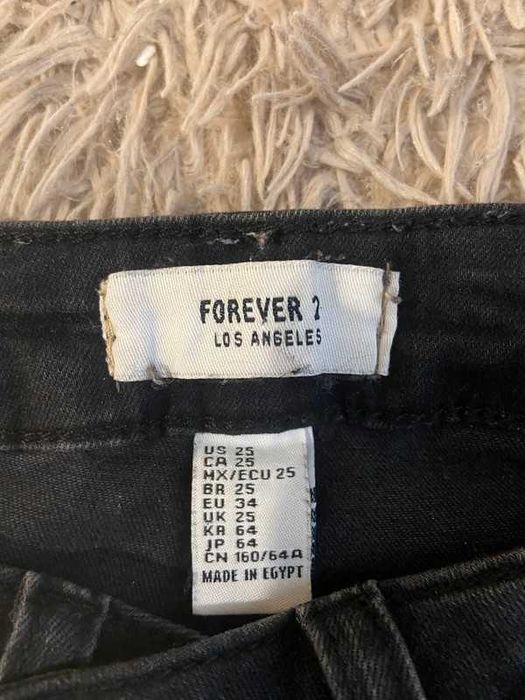 FOREVER 2
LOS ANGELES
US 25
CA 25
MX/ECU 25
BR 25
EU 34
UK 25
KR 64
JP 64
CN 160/64A
MADE IN EGYPT